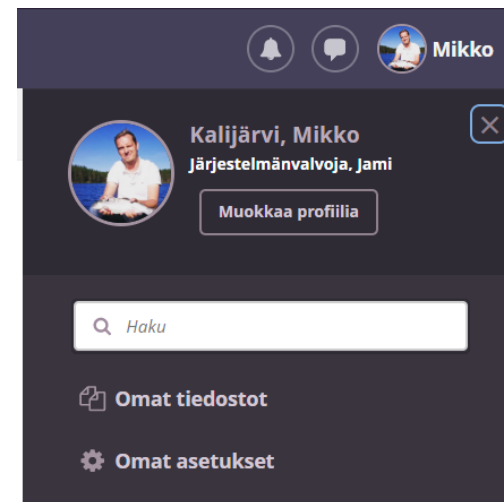 Mikko
Kalijärvi, Mikko
Järjestelmänvalvoja, Jami
Muokkaa profiilia
Haku
Omat tiedostot
Omat asetukset